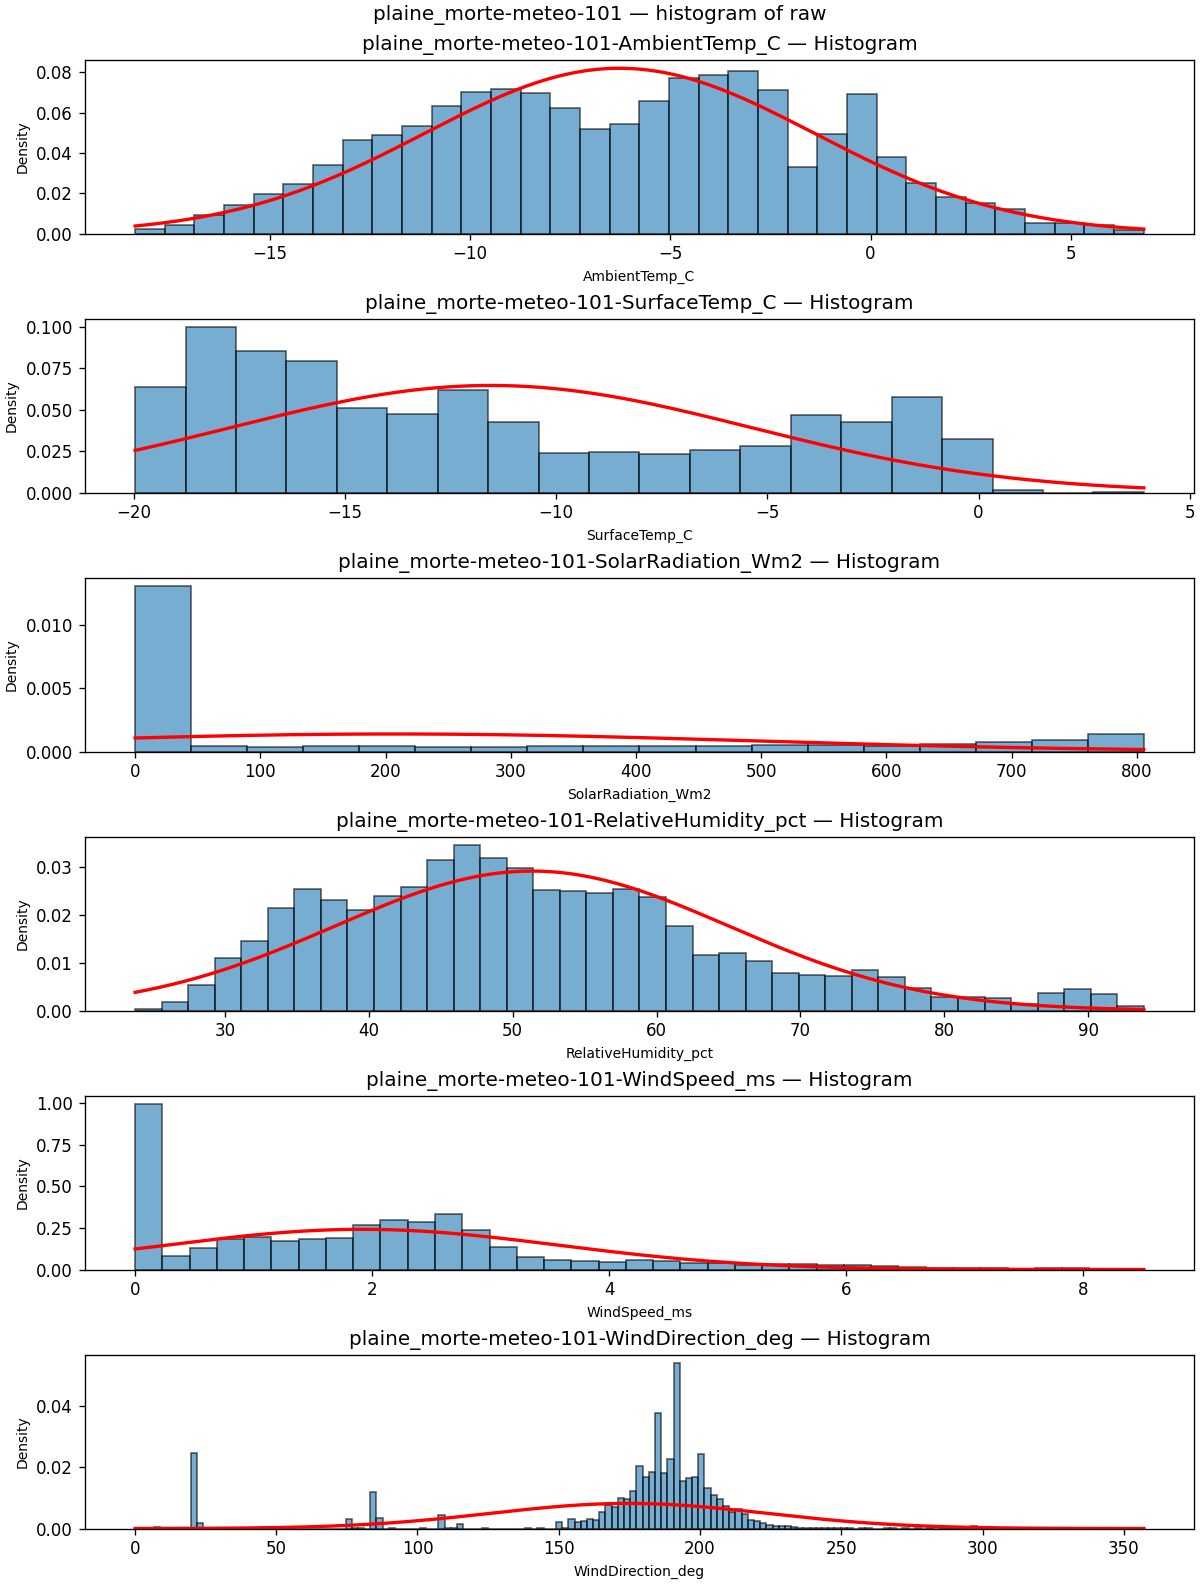 plaine_morte-meteo-101 — histogram of raw
plaine_morte-meteo-101-AmbientTemp_C — Histogram
0.08
0.06
0.04
0.02
0.00
Density
−15 −10 −5 0 5
AmbientTemp_C
plaine_morte-meteo-101-SurfaceTemp_C — Histogram
0.100
0.075
0.050
0.025
0.000
Density
−20 −15 −10 −5 0 5
SurfaceTemp_C
plaine_morte-meteo-101-SolarRadiation_Wm2 — Histogram
0.010
0.005
0.000
Density
0 100 200 300 400 500 600 700 800
SolarRadiation_Wm2
plaine_morte-meteo-101-RelativeHumidity_pct — Histogram
0.03
0.02
0.01
0.00
Density
30 40 50 60 70 80 90
RelativeHumidity_pct
plaine_morte-meteo-101-WindSpeed_ms — Histogram
1.00
0.75
0.50
0.25
0.00
Density
0 2 4 6 8
WindSpeed_ms
plaine_morte-meteo-101-WindDirection_deg — Histogram
0.04
0.02
0.00
Density
0 50 100 150 200 250 300 350
WindDirection_deg